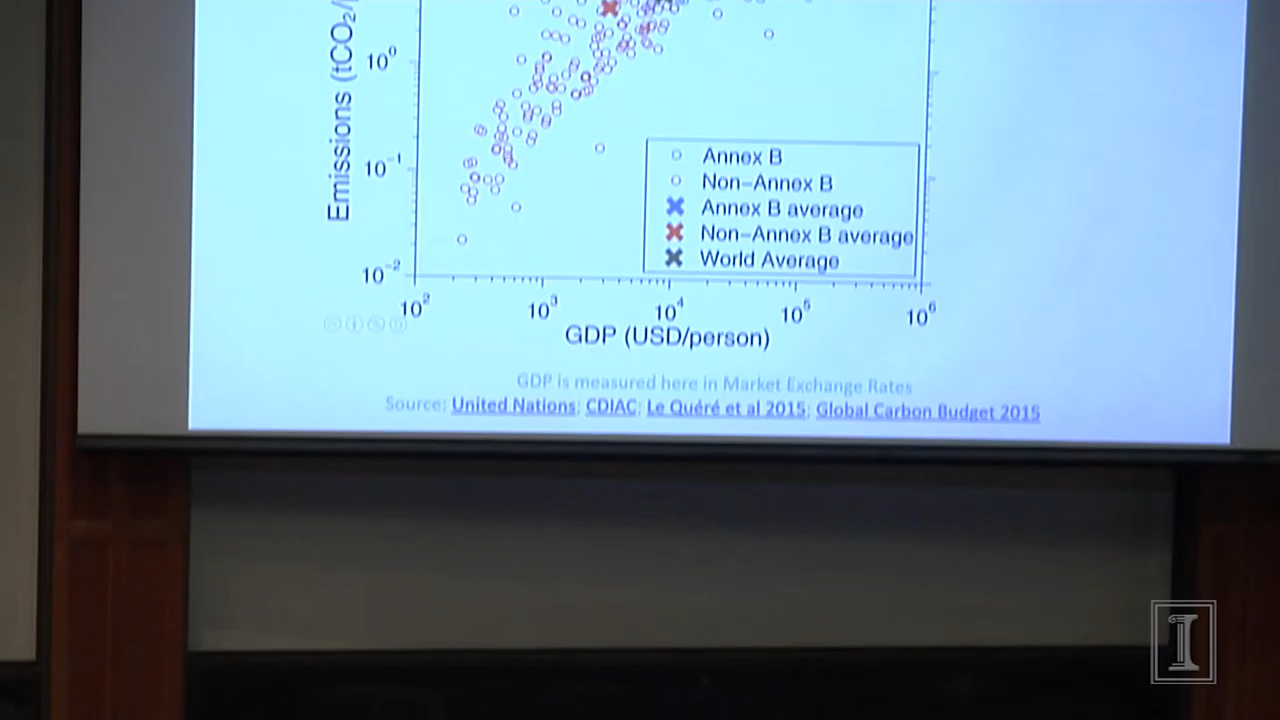 Emissions (tCO₂/
10⁰
10⁻¹
10⁻²
Annex B
Non-Annex B
Annex B average
Non-Annex B average
World Average
10² 10³ 10⁴ 10⁵ 10⁶
GDP (USD/person)
GDP is measured here in Market Exchange Rates
Source: United Nations; CDIAC; Le Quéré et al 2015; Global Carbon Budget 2015
I